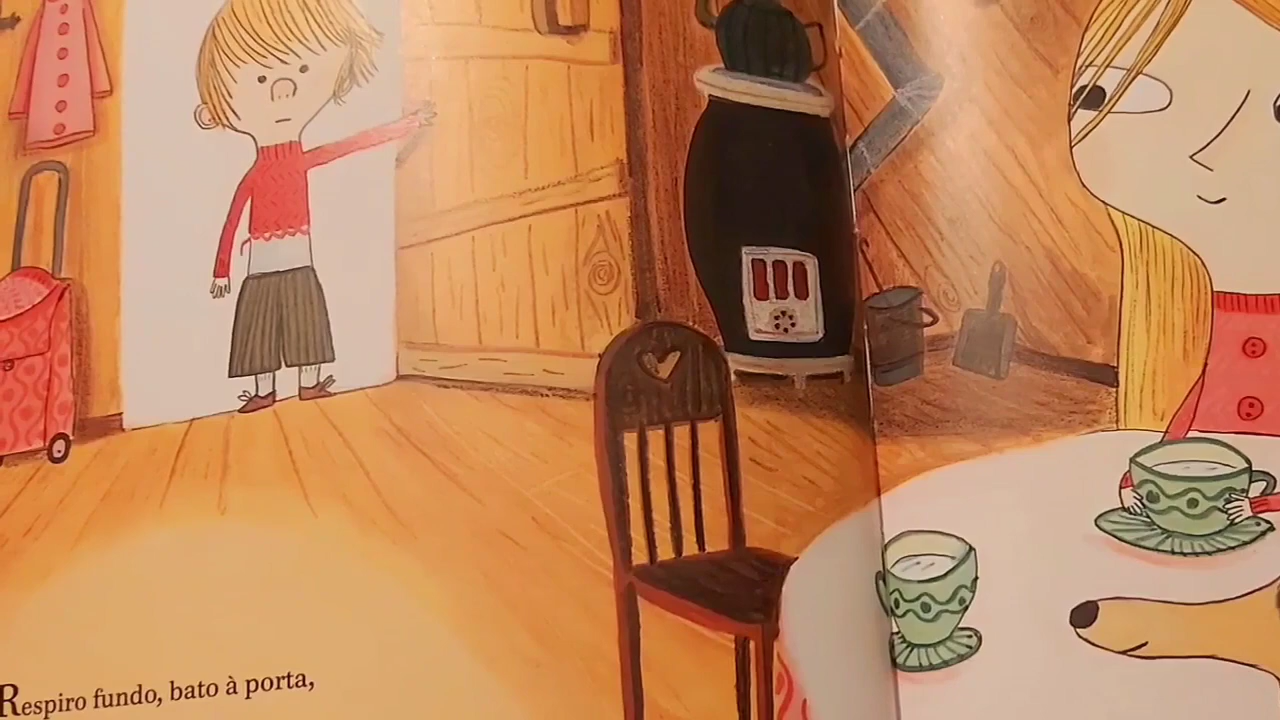 Respiro fundo, bato à porta,